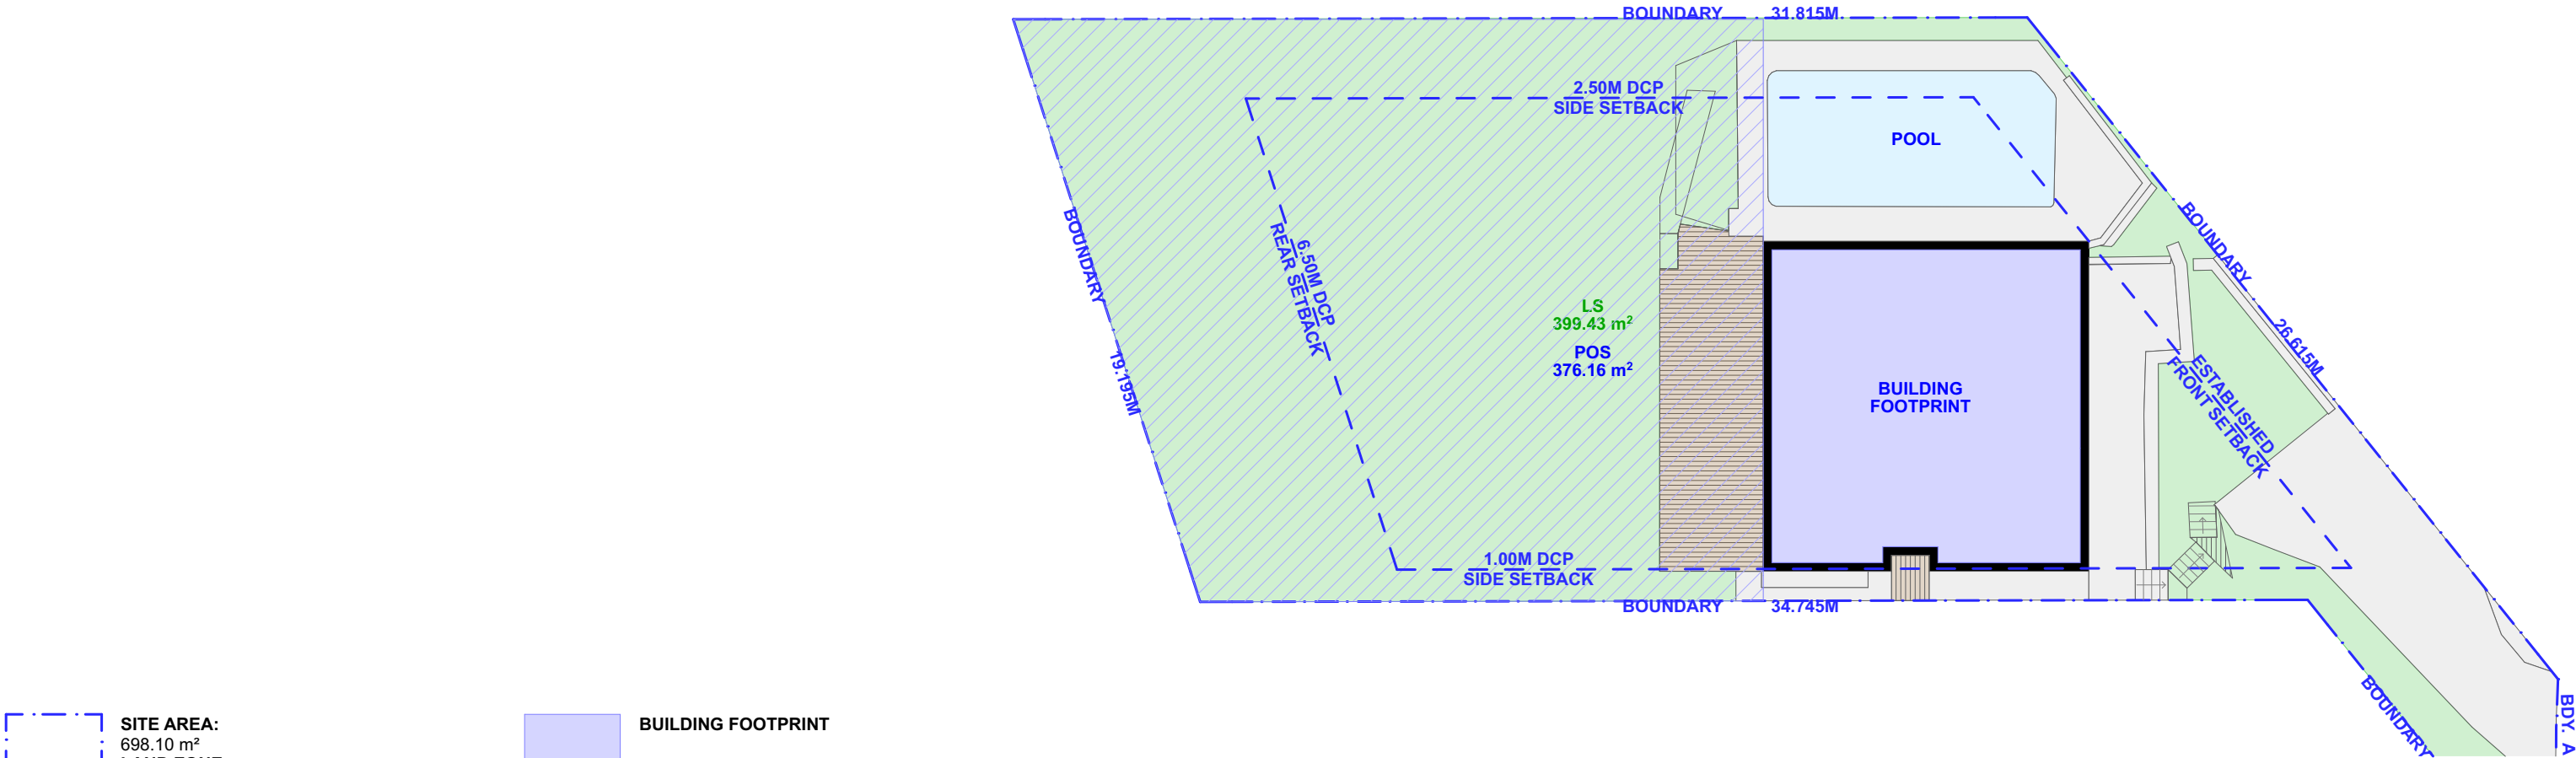 BOUNDARY 31.815M
2.50M DCP
SIDE SETBACK
POOL
BOUNDARY
19.195M
6.50M DCP
REAR SETBACK
LS
399.43 m²
POS
376.16 m²
BUILDING
FOOTPRINT
BOUNDARY
26.615M
ESTABLISHED
FRONT SETBACK
1.00M DCP
SIDE SETBACK
BOUNDARY 34.745M
BOUNDARY
BDY. A
SITE AREA:
698.10 m²
BUILDING FOOTPRINT